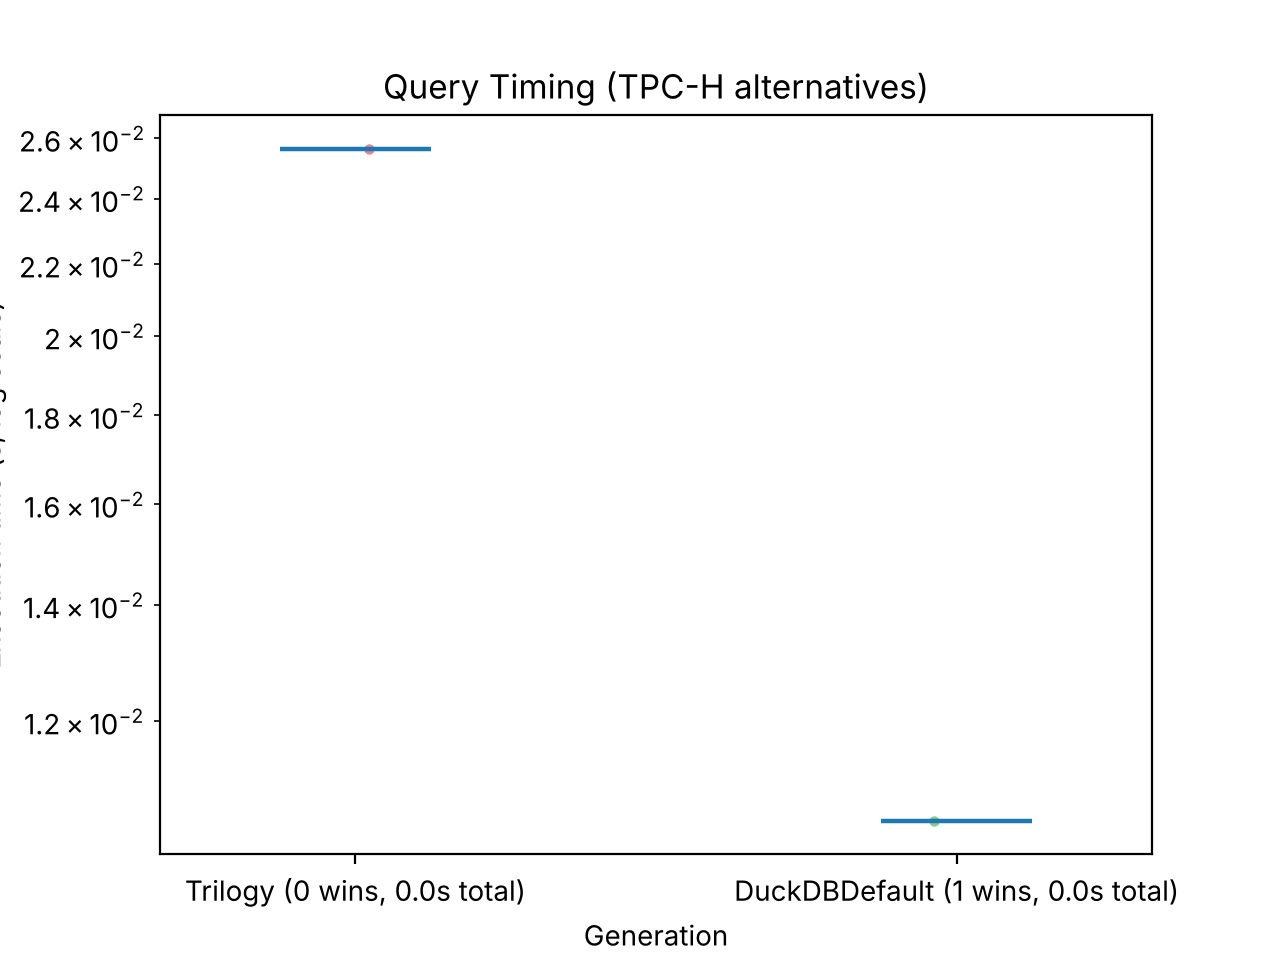 Query Timing (TPC-H alternatives)
2.6 × 10⁻²
2.4 × 10⁻²
2.2 × 10⁻²
2 × 10⁻²
1.8 × 10⁻²
1.6 × 10⁻²
1.4 × 10⁻²
1.2 × 10⁻²
Trilogy (0 wins, 0.0s total)
DuckDBDefault (1 wins, 0.0s total)
Generation